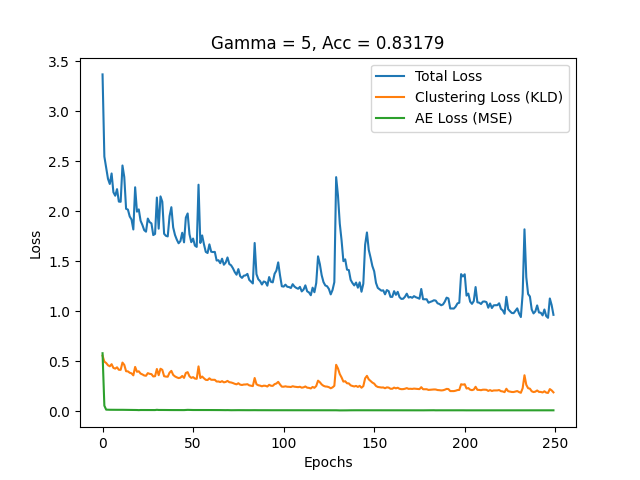 Gamma = 5, Acc = 0.83179
Total Loss
Clustering Loss (KLD)
AE Loss (MSE)
3.5
3.0
2.5
2.0
1.5
1.0
0.5
0.0
Loss
0 50 100 150 200 250
Epochs